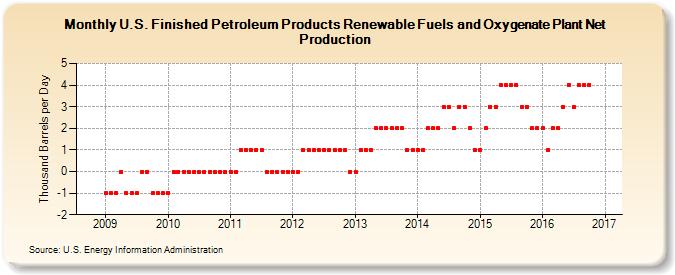 Monthly U.S. Finished Petroleum Products Renewable Fuels and Oxygenate Plant Net
Production
Thousand Barrels per Day
5
4
3
2
1
0
-1
-2
2009 2010 2011 2012 2013 2014 2015 2016 2017
Source: U.S. Energy Information Administration